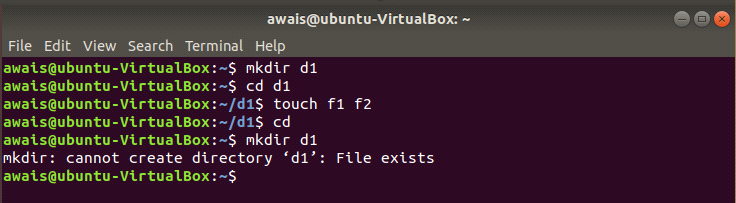 awais@ubuntu-VirtualBox: ~
File Edit View Search Terminal Help
awais@ubuntu-VirtualBox:~$ mkdir d1
awais@ubuntu-VirtualBox:~$ cd d1
awais@ubuntu-VirtualBox:~/d1$ touch f1 f2
awais@ubuntu-VirtualBox:~/d1$ cd
awais@ubuntu-VirtualBox:~$ mkdir d1
mkdir: cannot create directory ‘d1’: File exists
awais@ubuntu-VirtualBox:~$